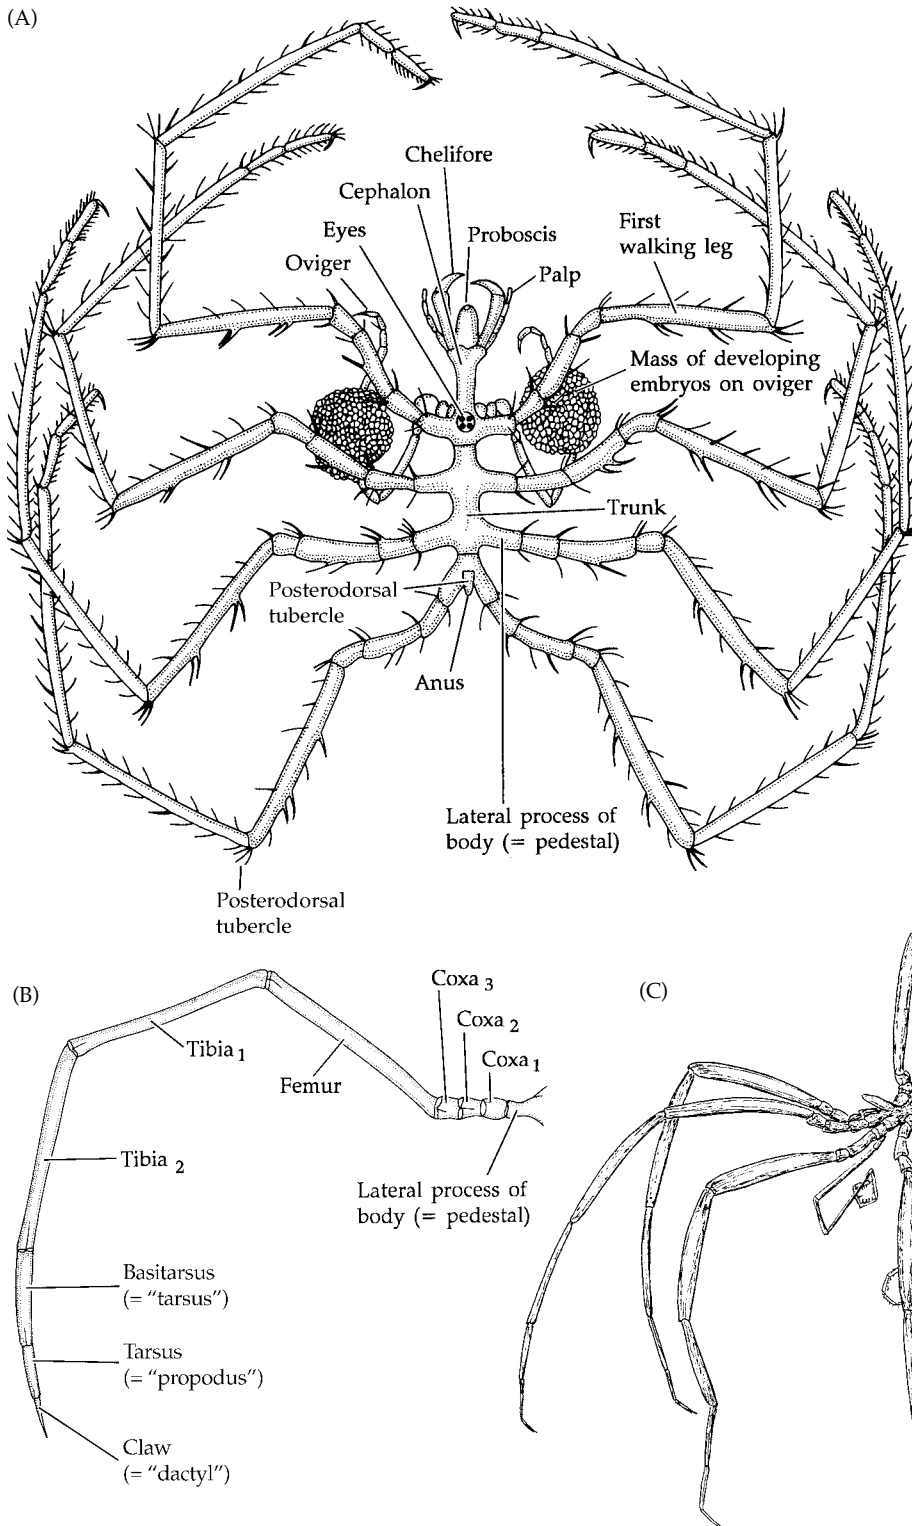 (A)
Chelifore
Cephalon
Eyes
Oviger
Proboscis
Palp
First
walking leg
Mass of developing
embryos on oviger
Trunk
Posterodorsal
tubercle
Anus
Lateral process of
body (= pedestal)
Posterodorsal
tubercle
(B)
Coxa 3
Coxa 2
Coxa 1
Tibia 1
Femur
Tibia 2
Lateral process of
body (= pedestal)
Basitarsus
(= “tarsus”)
Tarsus
(= “propodus”)
Claw
(= “dactyl”)
(C)